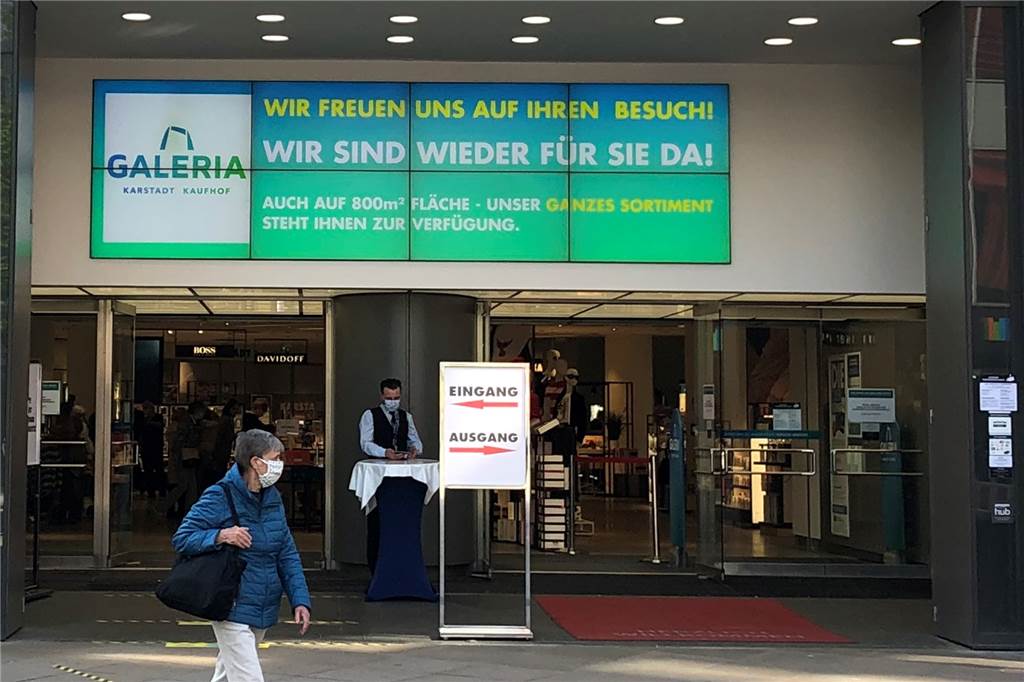 GALERIA
KARSTADT KAUFHOF
WIR FREUEN UNS AUF IHREN BESUCH!
WIR SIND WIEDER FÜR SIE DA!
AUCH AUF 800m² FLÄCHE - UNSER GANZES SORTIMENT
STEHT IHNEN ZUR VERFÜGUNG.
BOSS
DAVIDOFF
EINGANG
AUSGANG
hub